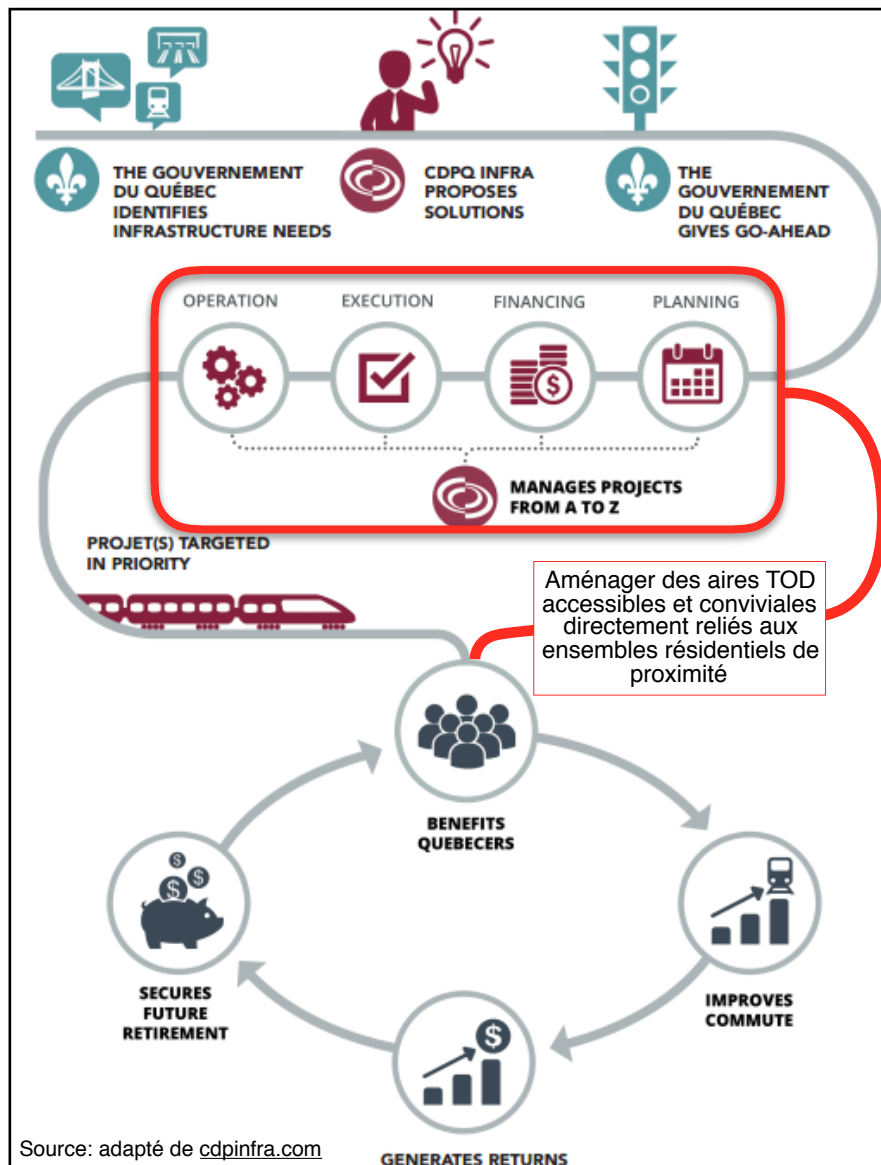 THE GOUVERNEMENT
DU QUÉBEC
IDENTIFIES
INFRASTRUCTURE NEEDS
CDPQ INFRA
PROPOSES
SOLUTIONS
THE
GOUVERNEMENT
DU QUÉBEC
GIVES GO-AHEAD
OPERATION
EXECUTION
FINANCING
PLANNING
$
MANAGES PROJECTS
FROM A TO Z
PROJET(S) TARGETED
IN PRIORITY
Aménager des aires TOD
accessibles et conviviales
directement reliés aux
ensembles résidentiels de
proximité
BENEFITS
QUEBECERS
$
$
$
SECURES
FUTURE
RETIREMENT
IMPROVES
COMMUTE
$
GENERATES RETURNS
Source: adapté de cdpinfra.com